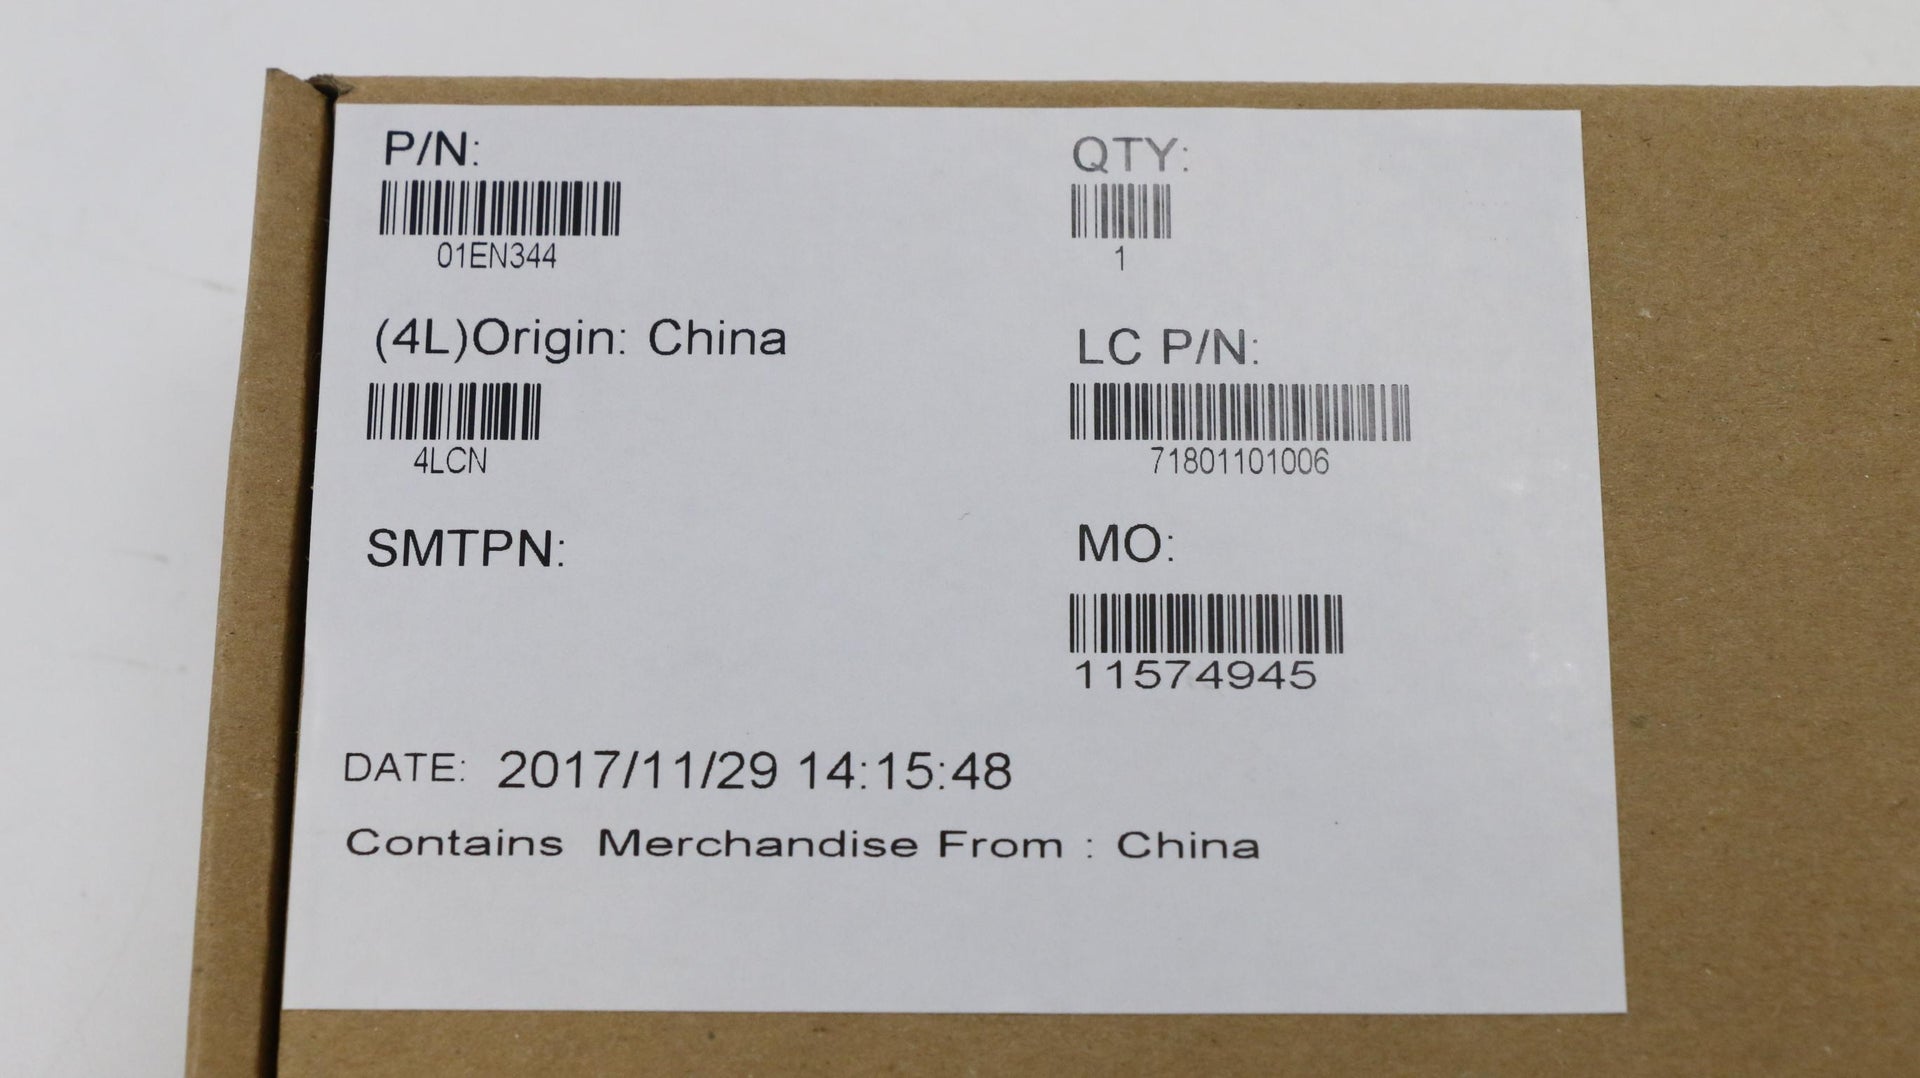 P/N:
01EN344
QTY:
1
(4L)Origin: China
4LCN
LC P/N:
71801101006
SMTPN:
MO:
11574945
DATE: 2017/11/29 14:15:48
Contains Merchandise From : China